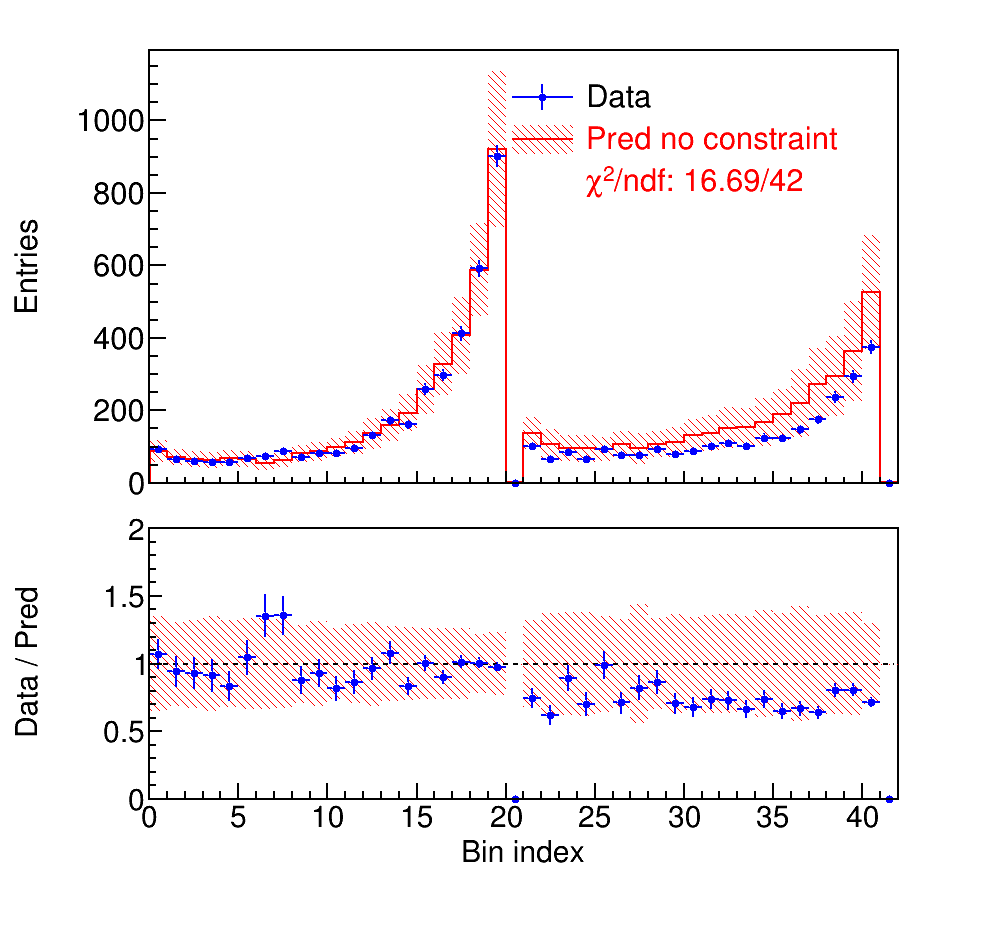 Entries
1000
800
600
400
200
0
Data
Pred no constraint
χ²/ndf: 16.69/42
Data / Pred
2
1.5
1
0.5
0
0 5 10 15 20 25 30 35 40
Bin index